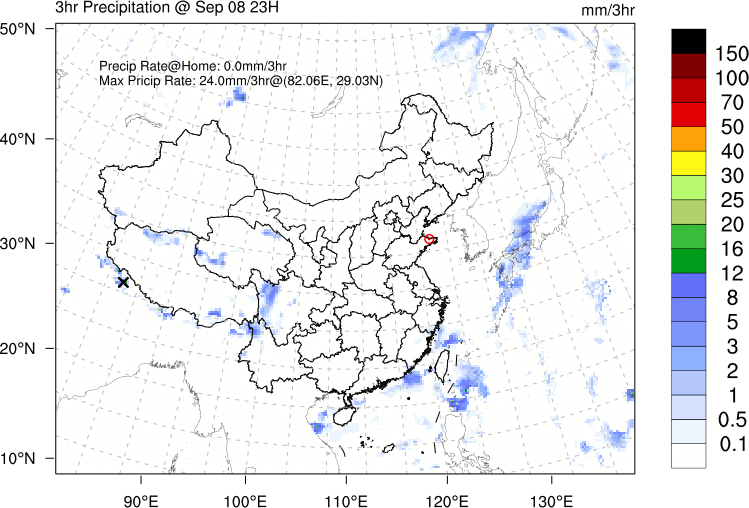 3hr Precipitation @ Sep 08 23H
mm/3hr
Precip Rate@Home: 0.0mm/3hr
Max Pricip Rate: 24.0mm/3hr@(82.06E, 29.03N)
50°N
40°N
30°N
20°N
10°N
90°E 100°E 110°E 120°E 130°E
150
100
70
50
40
30
25
20
16
12
8
5
3
2
1
0.5
0.1